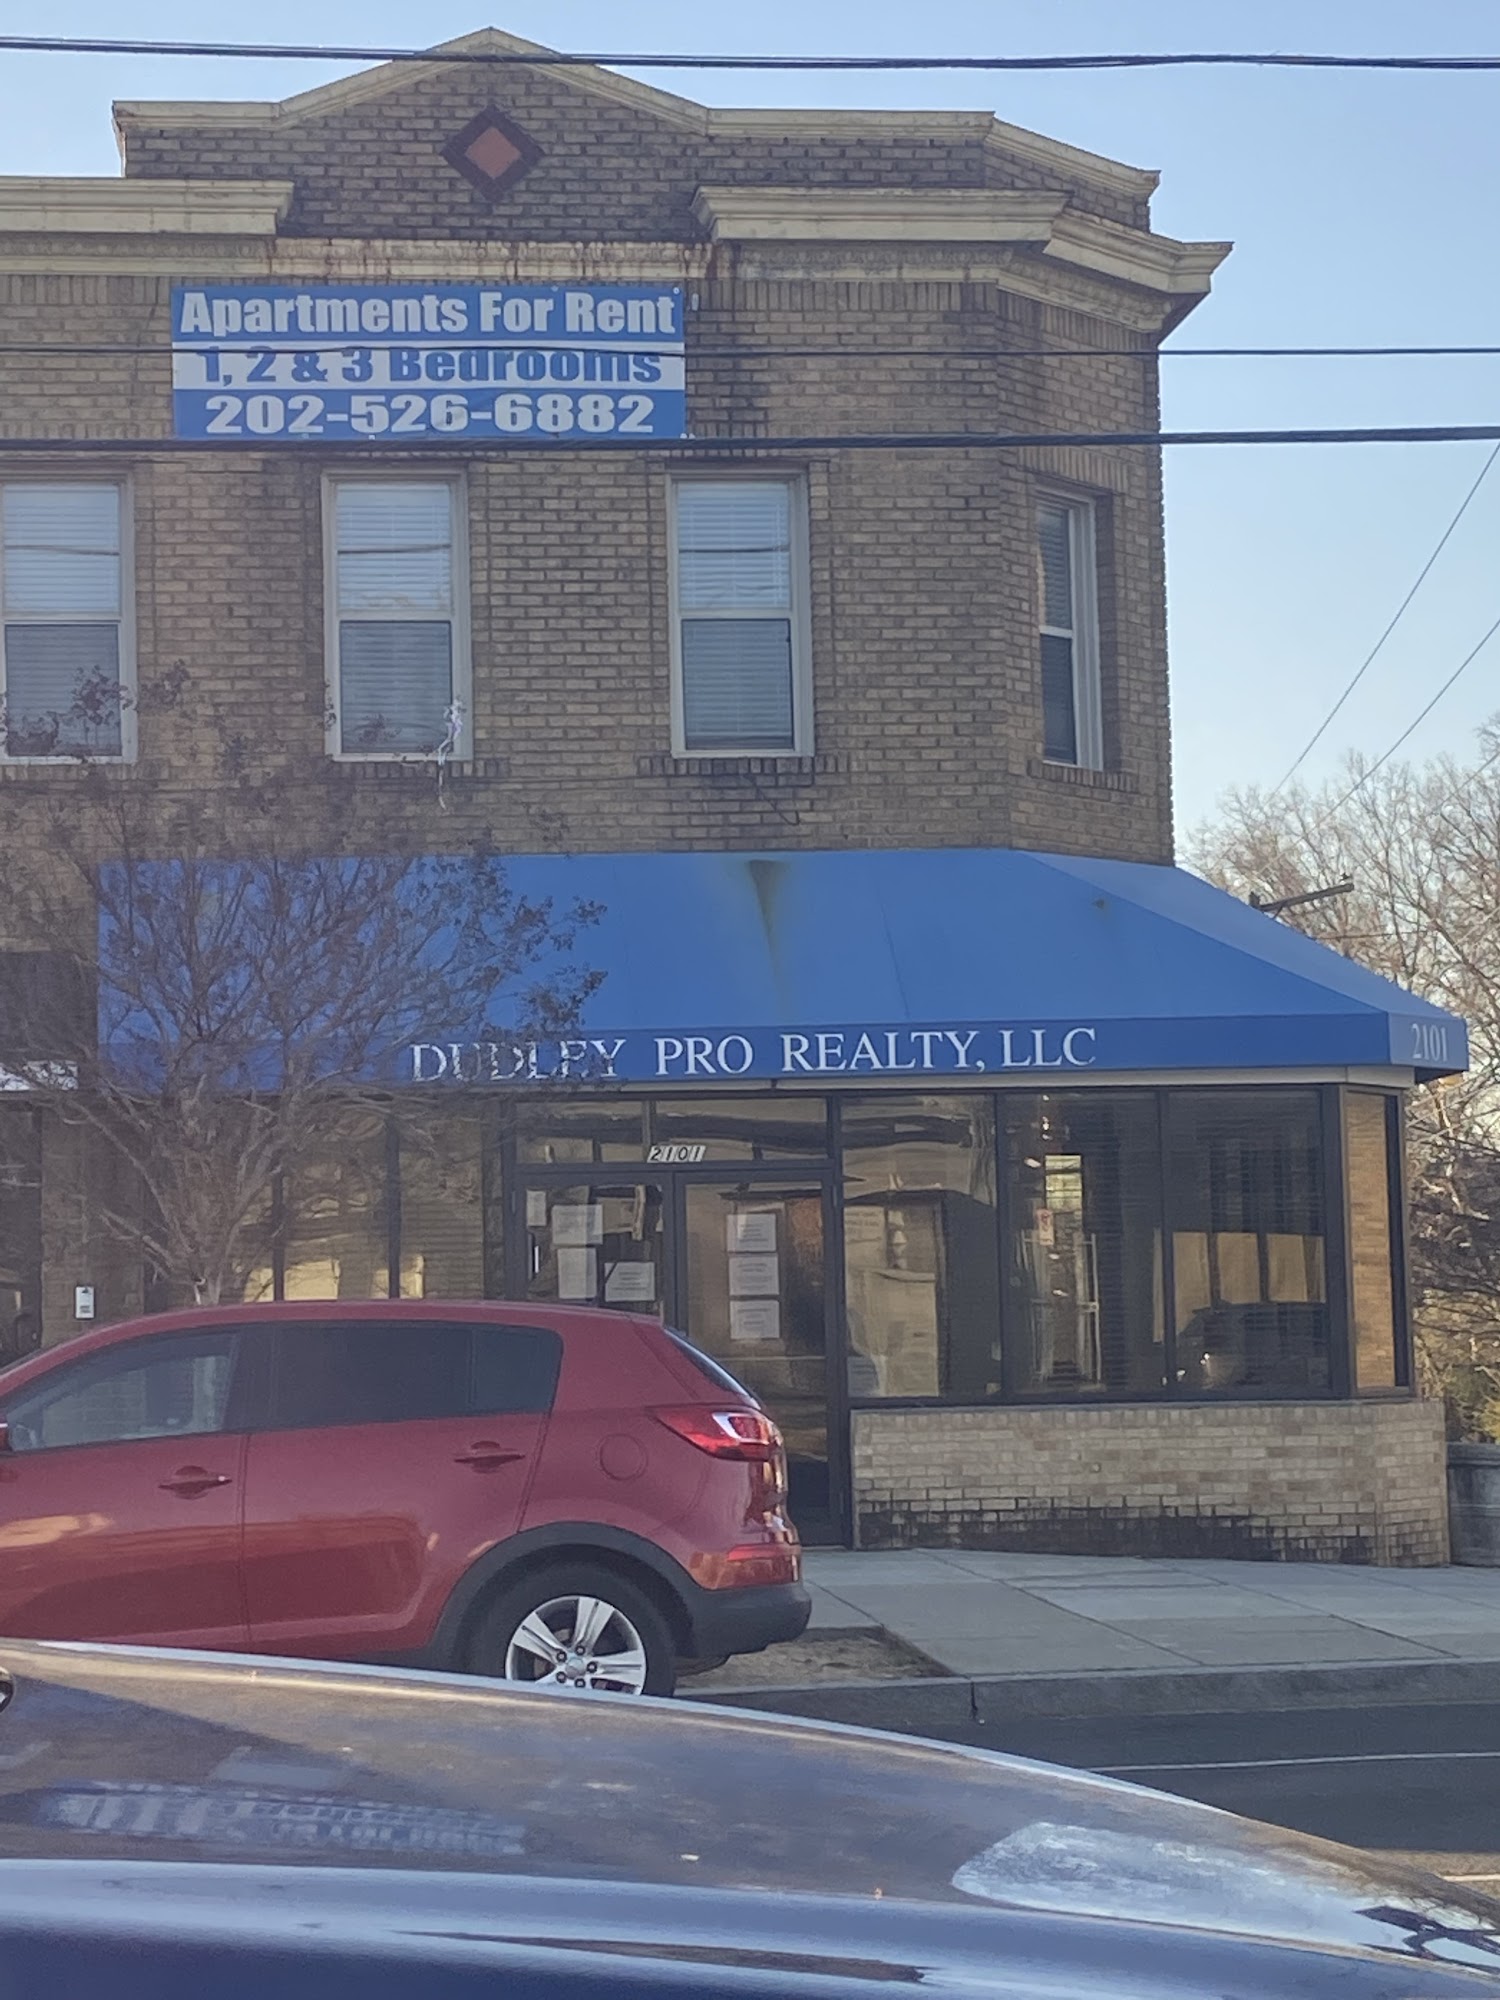 Apartments For Rent
1, 2 & 3 Bedrooms
202-526-6882
DUDLEY PRO REALTY, LLC
2101
2101